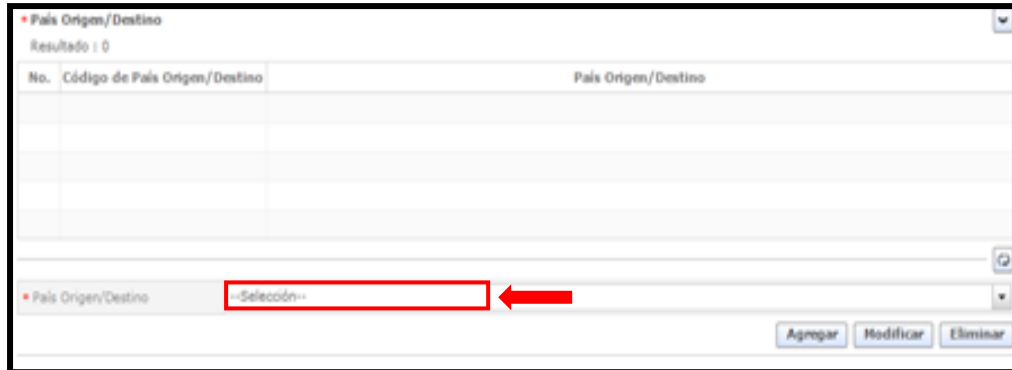 * País Origen/Destino
Resultado : 0
No. Código de País Origen/Destino País Origen/Destino
* País Origen/Destino --Selección--
Agregar Modificar Eliminar